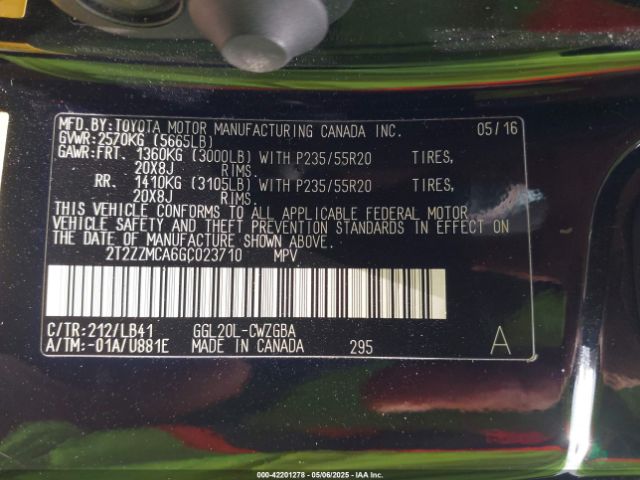 MFD.BY:TOYOTA MOTOR MANUFACTURING CANADA INC. 05/16
GVWR:2570KG (5665LB)
GAWR:FRT. 1360KG (3000LB) WITH P235/55R20 TIRES,
20X8J RIMS.
RR. 1410KG (3105LB) WITH P235/55R20 TIRES,
20X8J RIMS.
THIS VEHICLE CONFORMS TO ALL APPLICABLE FEDERAL MOTOR
VEHICLE SAFETY AND THEFT PREVENTION STANDARDS IN EFFECT ON
THE DATE OF MANUFACTURE SHOWN ABOVE.
2T2ZZMCA6GC023710 MPV
C/TR:212/LB41 GGL20L-CWZGBA
A/TM:-01A/U881E MADE IN CANADA 295 A
000-42201278 - 05/06/2025 - IAA Inc.